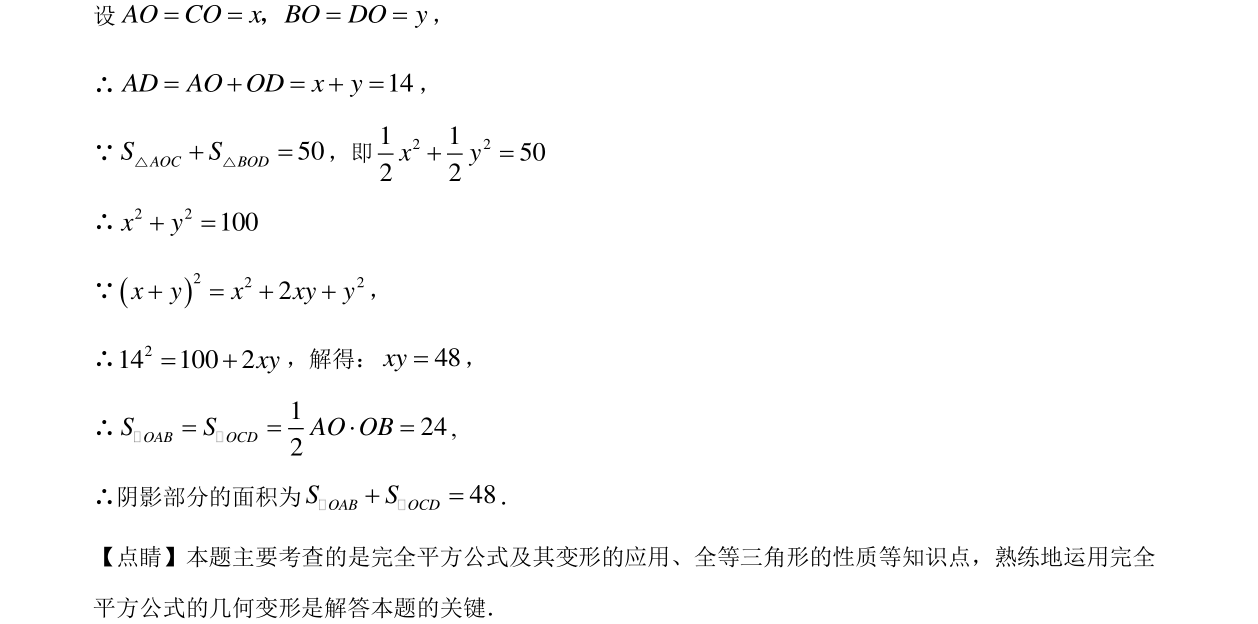 设 AO = CO = x, BO = DO = y，
∴ AD = AO + OD = x + y = 14，
∵ S△AOC + S△BOD = 50，即 1/2 x² + 1/2 y² = 50
∴ x² + y² = 100
∵ (x + y)² = x² + 2xy + y²，
∴ 14² = 100 + 2xy，解得： xy = 48，
∴ S□OAB = S□OCD = 1/2 AO · OB = 24，
∴阴影部分的面积为 S□OAB + S□OCD = 48．
【点睛】本题主要考查的是完全平方公式及其变形的应用、全等三角形的性质等知识点，熟练地运用完全
平方公式的几何变形是解答本题的关键．